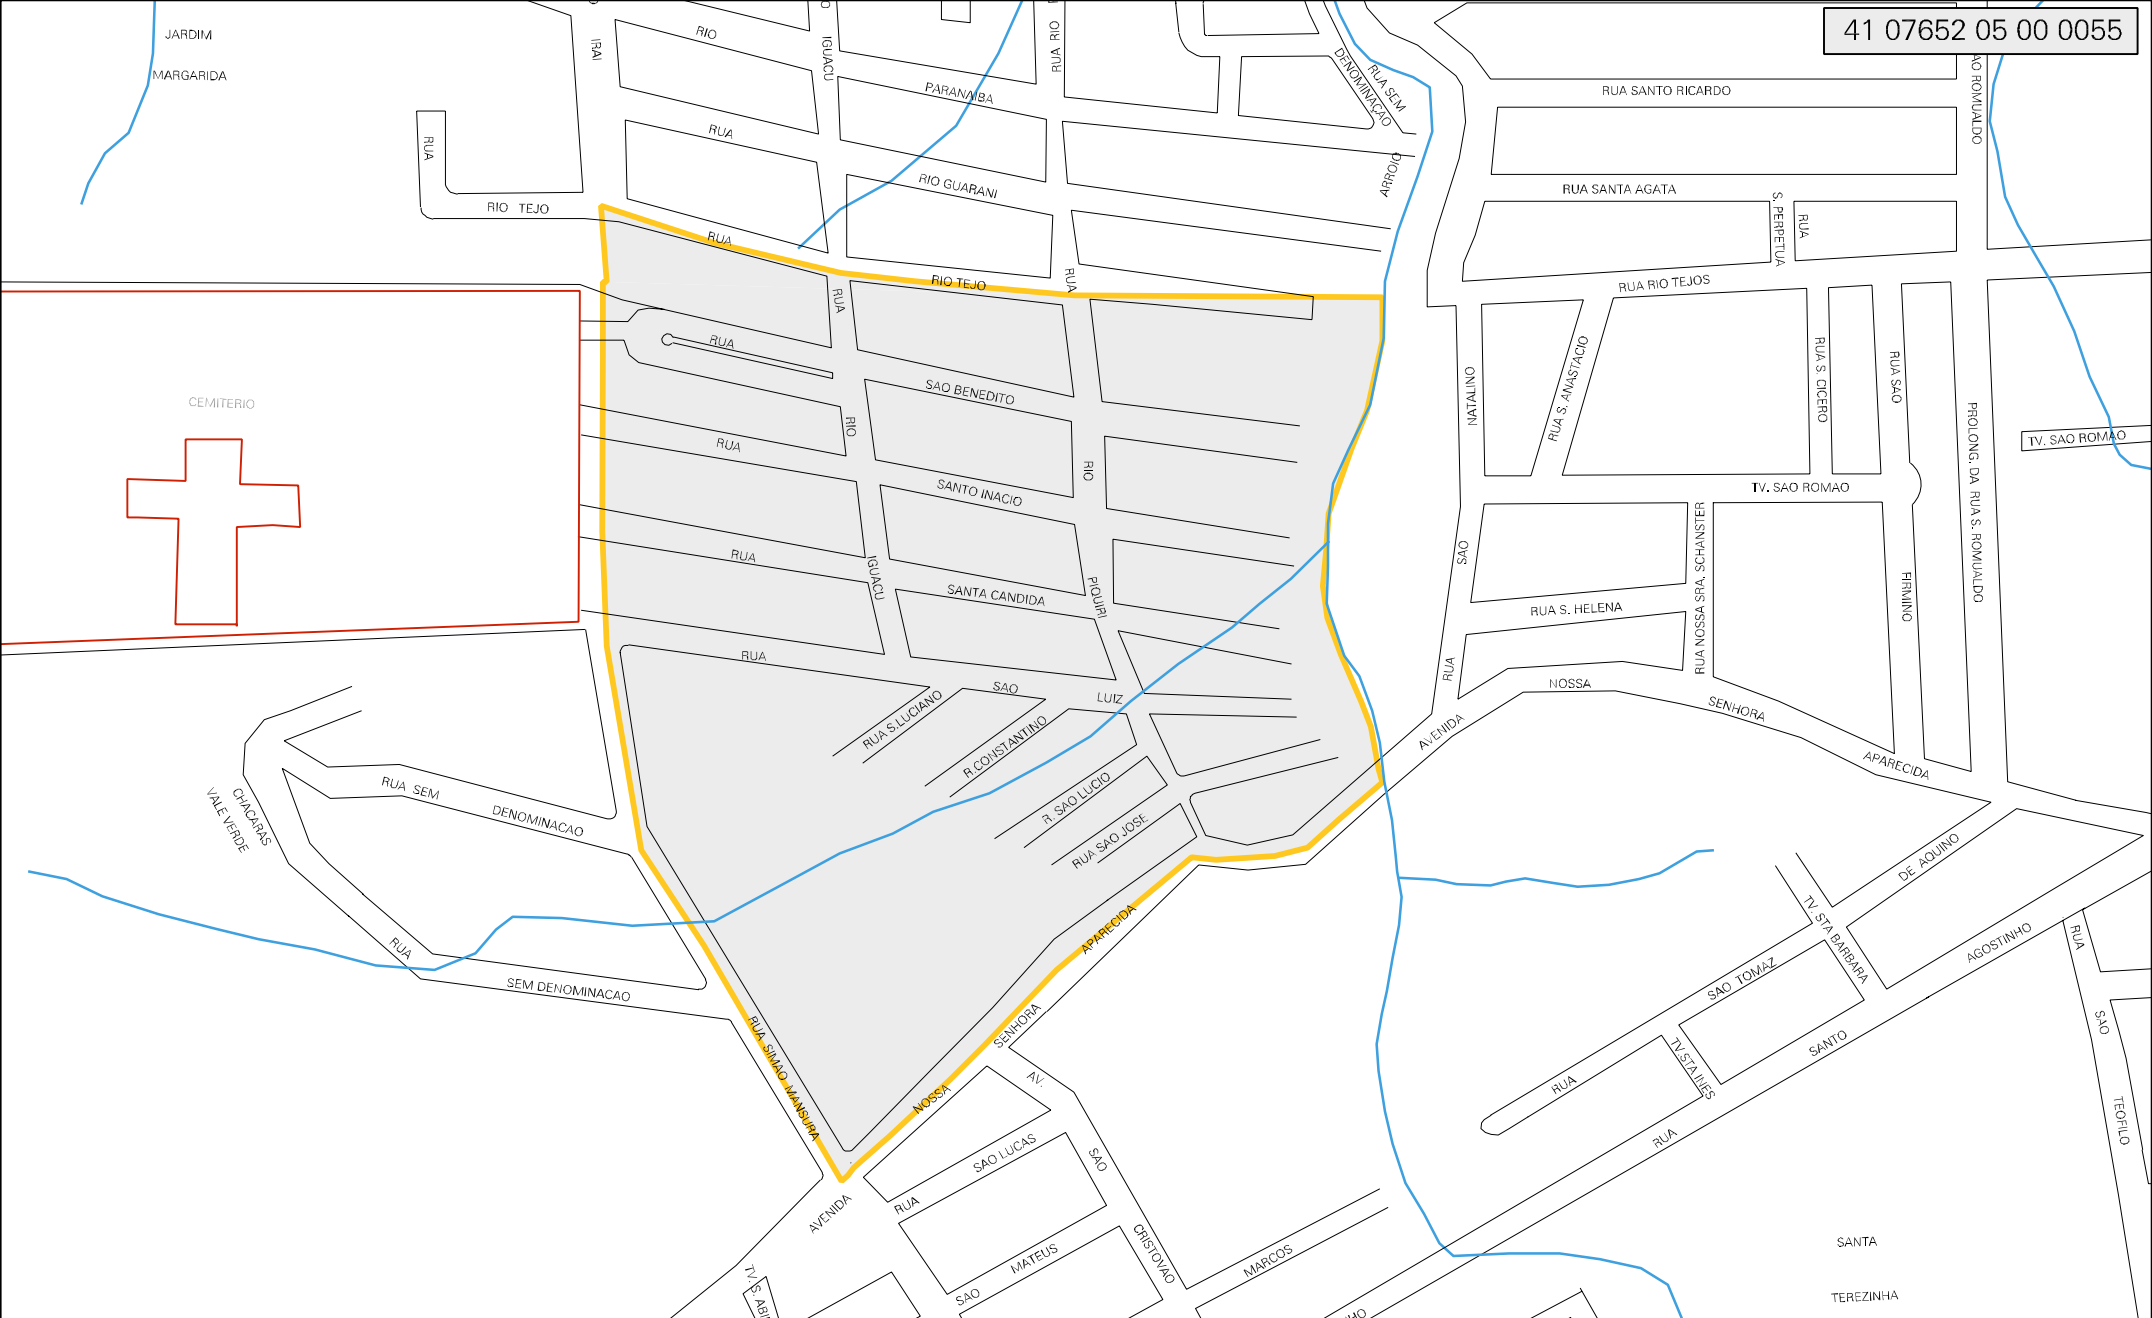 41 07652 05 00 0055
JARDIM
MARGARIDA
IRAI
RIO
IGUACU
RUA RIO
PARANAIBA
RUA
RUA SEM
DENOMINAÇAO
ARROIO
RUA SANTO RICARDO
AO ROMUALDO
RUA
RIO TEJO
RIO GUARANI
RUA SANTA AGATA
S. PERPETUA
RUA
RUA
RIO TEJO
RUA
RUA RIO TEJOS
RUA
RUA
SAO BENEDITO
RIO
RUA
SANTO INACIO
RIO
RUA
IGUACU
SANTA CANDIDA
PIQUIRI
RUA
SAO
LUIZ
CEMITERIO
NATALINO
SAO
RUA
RUA S. ANASTACIO
RUA S. CICERO
RUA SAO
FIRMINO
PROLONG. DA RUA S. ROMUALDO
TV. SAO ROMAO
TV. SAO ROMAO
RUA NOSSA SRA. SCHANSTER
RUA S. HELENA
RUA S.LUCIANO
R.CONSTANTINO
R. SAO LUCIO
RUA SAO JOSE
AVENIDA
NOSSA
SENHORA
APARECIDA
CHACARAS
VALE VERDE
RUA SEM
DENOMINACAO
RUA
SEM DENOMINACAO
RUA SIMAO MANSURA
AVENIDA
NOSSA
SENHORA
APARECIDA
AV.
SAO
CRISTOVAO
RUA
SAO LUCAS
SAO
MATEUS
MARCOS
TV. S. ABI
RUA
SAO TOMAZ
DE AQUINO
TV. STA BARBARA
TV.STA INES
RUA
SANTO
AGOSTINHO
RUA
SAO
TEOFILO
SANTA
TEREZINHA